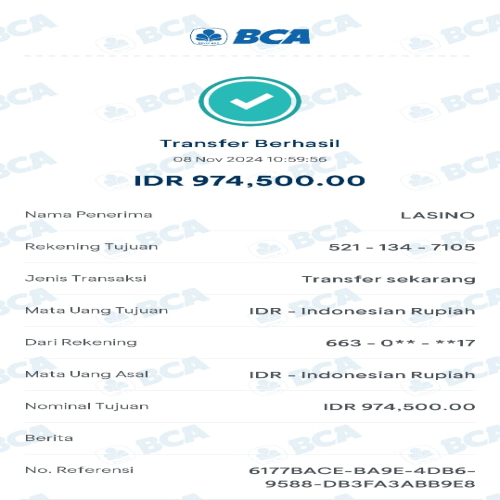 BCA
Transfer Berhasil
08 Nov 2024 10:59:56
IDR 974,500.00
Nama Penerima LASINO
Rekening Tujuan 521 - 134 - 7105
Jenis Transaksi Transfer sekarang
Mata Uang Tujuan IDR - Indonesian Rupiah
Dari Rekening 663 - 0** - **17
Mata Uang Asal IDR - Indonesian Rupiah
Nominal Tujuan IDR 974,500.00
Berita
No. Referensi 6177BACE-BA9E-4DB6-
9588-DB3FA3ABB9E8